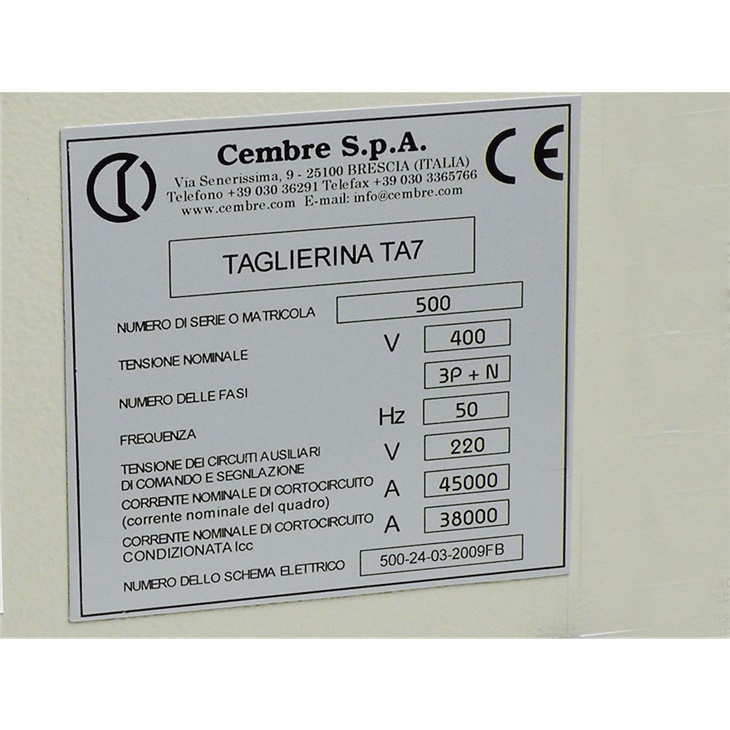 Cembre S.p.A.
Via Senerissima, 9 - 25100 BRESCIA (ITALIA)
Telefono +39 030 36291 Telefax +39 030 3365766
www.cembre.com E-mail: info@cembre.com
CE
TAGLIERINA TA7
NUMERO DI SERIE O MATRICOLA 500
TENSIONE NOMINALE V 400
NUMERO DELLE FASI 3P + N
FREQUENZA Hz 50
TENSIONE DEI CIRCUITI AUSILIARI
DI COMANDO E SEGNLAZIONE V 220
CORRENTE NOMINALE DI CORTOCIRCUITO A 45000
(corrente nominale del quadro)
CORRENTE NOMINALE DI CORTOCIRCUITO A 38000
CONDIZIONATA Icc
NUMERO DELLO SCHEMA ELETTRICO 500-24-03-2009FB